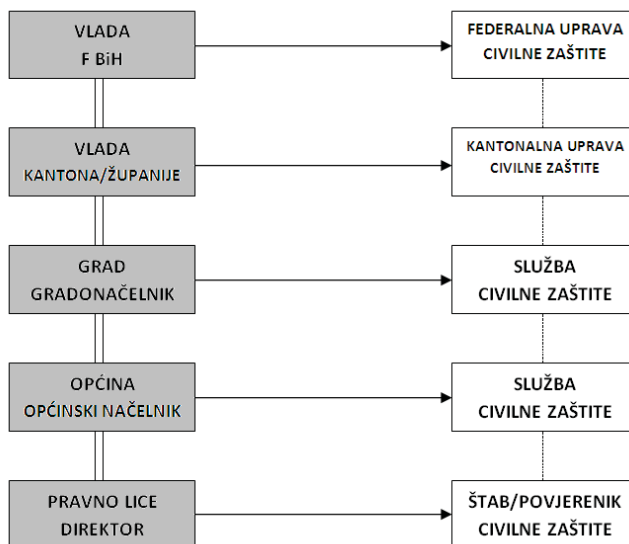 VLADA
F BiH
FEDERALNA UPRAVA
CIVILNE ZAŠTITE
VLADA
KANTONA/ŽUPANIJE
KANTONALNA UPRAVA
CIVILNE ZAŠTITE
GRAD
GRADONAČELNIK
SLUŽBA
CIVILNE ZAŠTITE
OPĆINA
OPĆINSKI NAČELNIK
SLUŽBA
CIVILNE ZAŠTITE
PRAVNO LICE
DIREKTOR
ŠTAB/POVJERENIK
CIVILNE ZAŠTITE